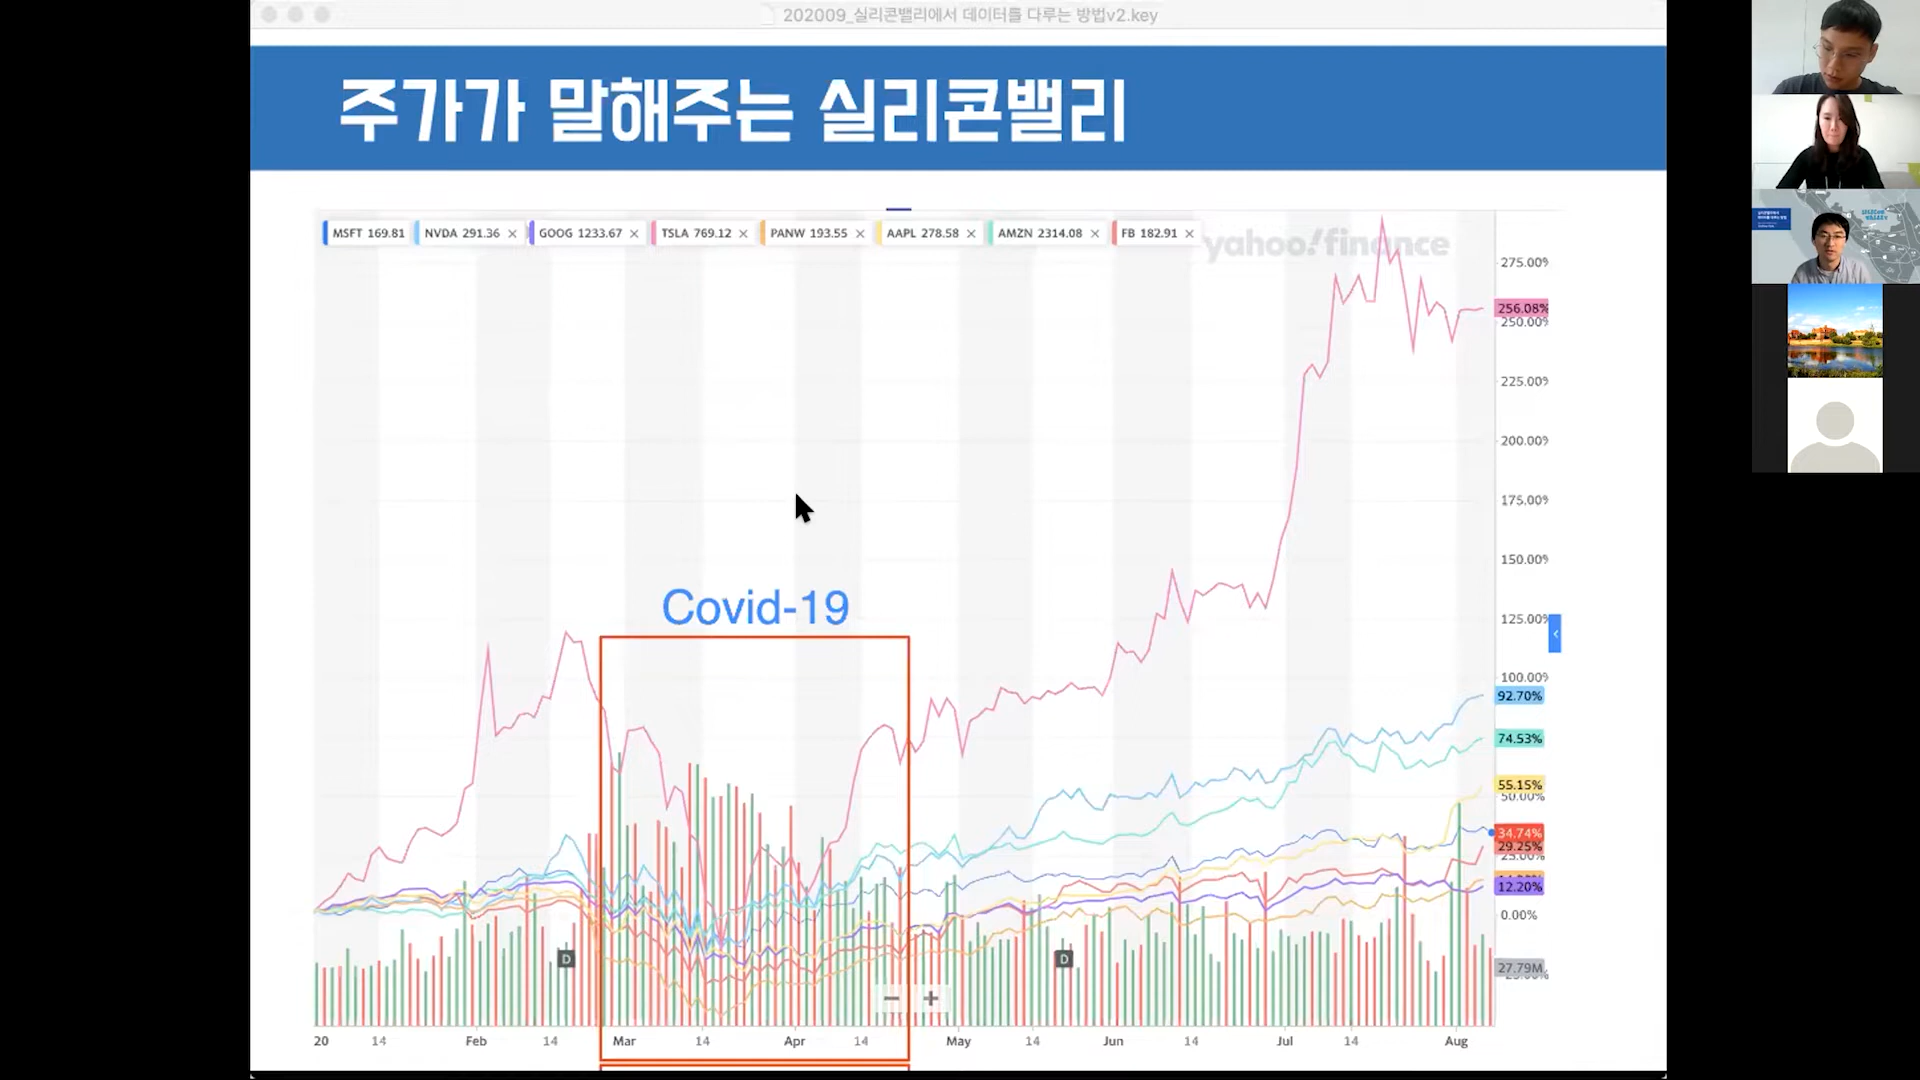 202009_실리콘밸리에서 데이터를 다루는 방법v2.key
주가가 말해주는 실리콘밸리
MSFT 169.81 NVDA 291.36 × GOOG 1233.67 × TSLA 769.12 × PANW 193.55 × AAPL 278.58 × AMZN 2314.08 × FB 182.91 ×
yahoo!finance
275.00%
256.08%
250.00%
225.00%
200.00%
175.00%
150.00%
Covid-19
125.00%
100.00%
92.70%
74.53%
55.15%
50.00%
34.74%
29.25%
25.00%
12.20%
0.00%
D D
27.79M
20 14 Feb 14 Mar 14 Apr 14 May 14 Jun 14 Jul 14 Aug